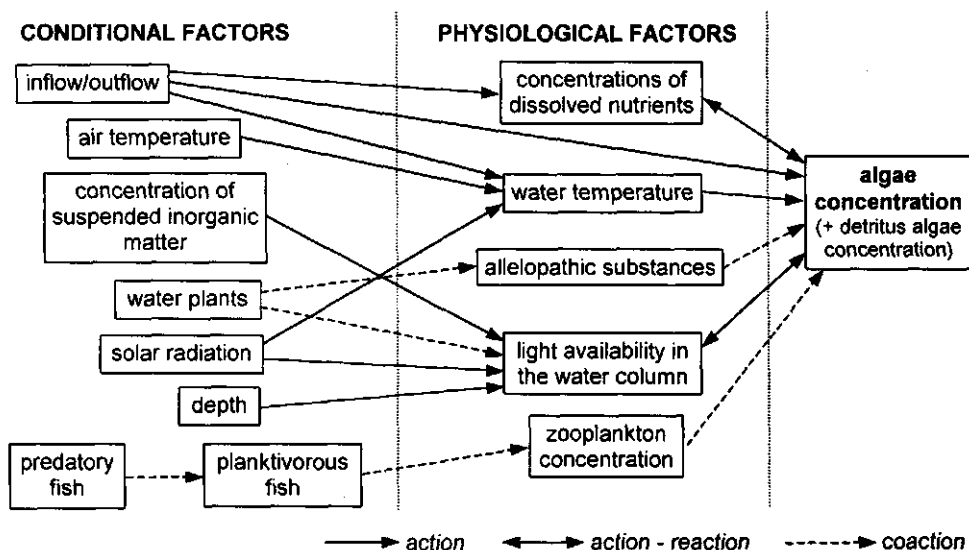 CONDITIONAL FACTORS
PHYSIOLOGICAL FACTORS
inflow/outflow
concentrations of
dissolved nutrients
air temperature
concentration of
suspended inorganic
matter
water temperature
algae
concentration
(+ detritus algae
concentration)
water plants
allelopathic substances
solar radiation
light availability in
the water column
depth
zooplankton
concentration
predatory
fish
planktivorous
fish
action
action - reaction
coaction